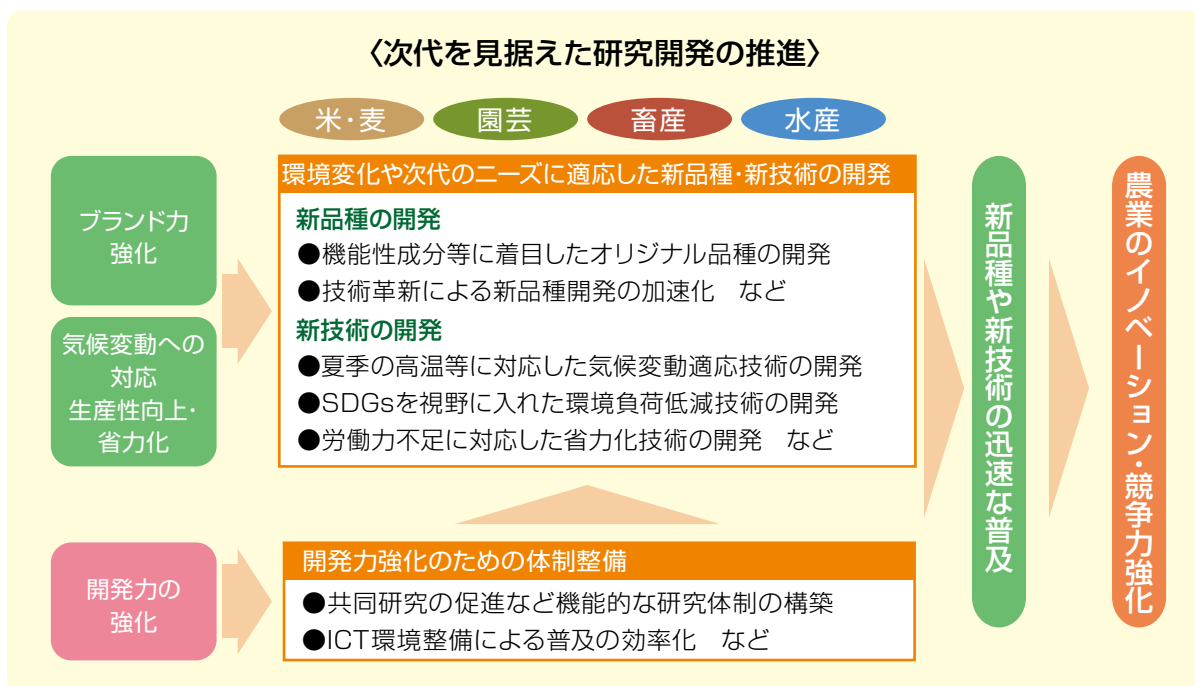 〈次代を見据えた研究開発の推進〉
米・麦
園芸
畜産
水産
ブランド力
強化
気候変動への
対応
生産性向上・
省力化
環境変化や次代のニーズに適応した新品種・新技術の開発
新品種の開発
●機能性成分等に着目したオリジナル品種の開発
●技術革新による新品種開発の加速化　など
新技術の開発
●夏季の高温等に対応した気候変動適応技術の開発
●SDGsを視野に入れた環境負荷低減技術の開発
●労働力不足に対応した省力化技術の開発　など
開発力の
強化
開発力強化のための体制整備
●共同研究の促進など機能的な研究体制の構築
●ICT環境整備による普及の効率化　など
新品種や新技術の迅速な普及
農業のイノベーション・競争力強化